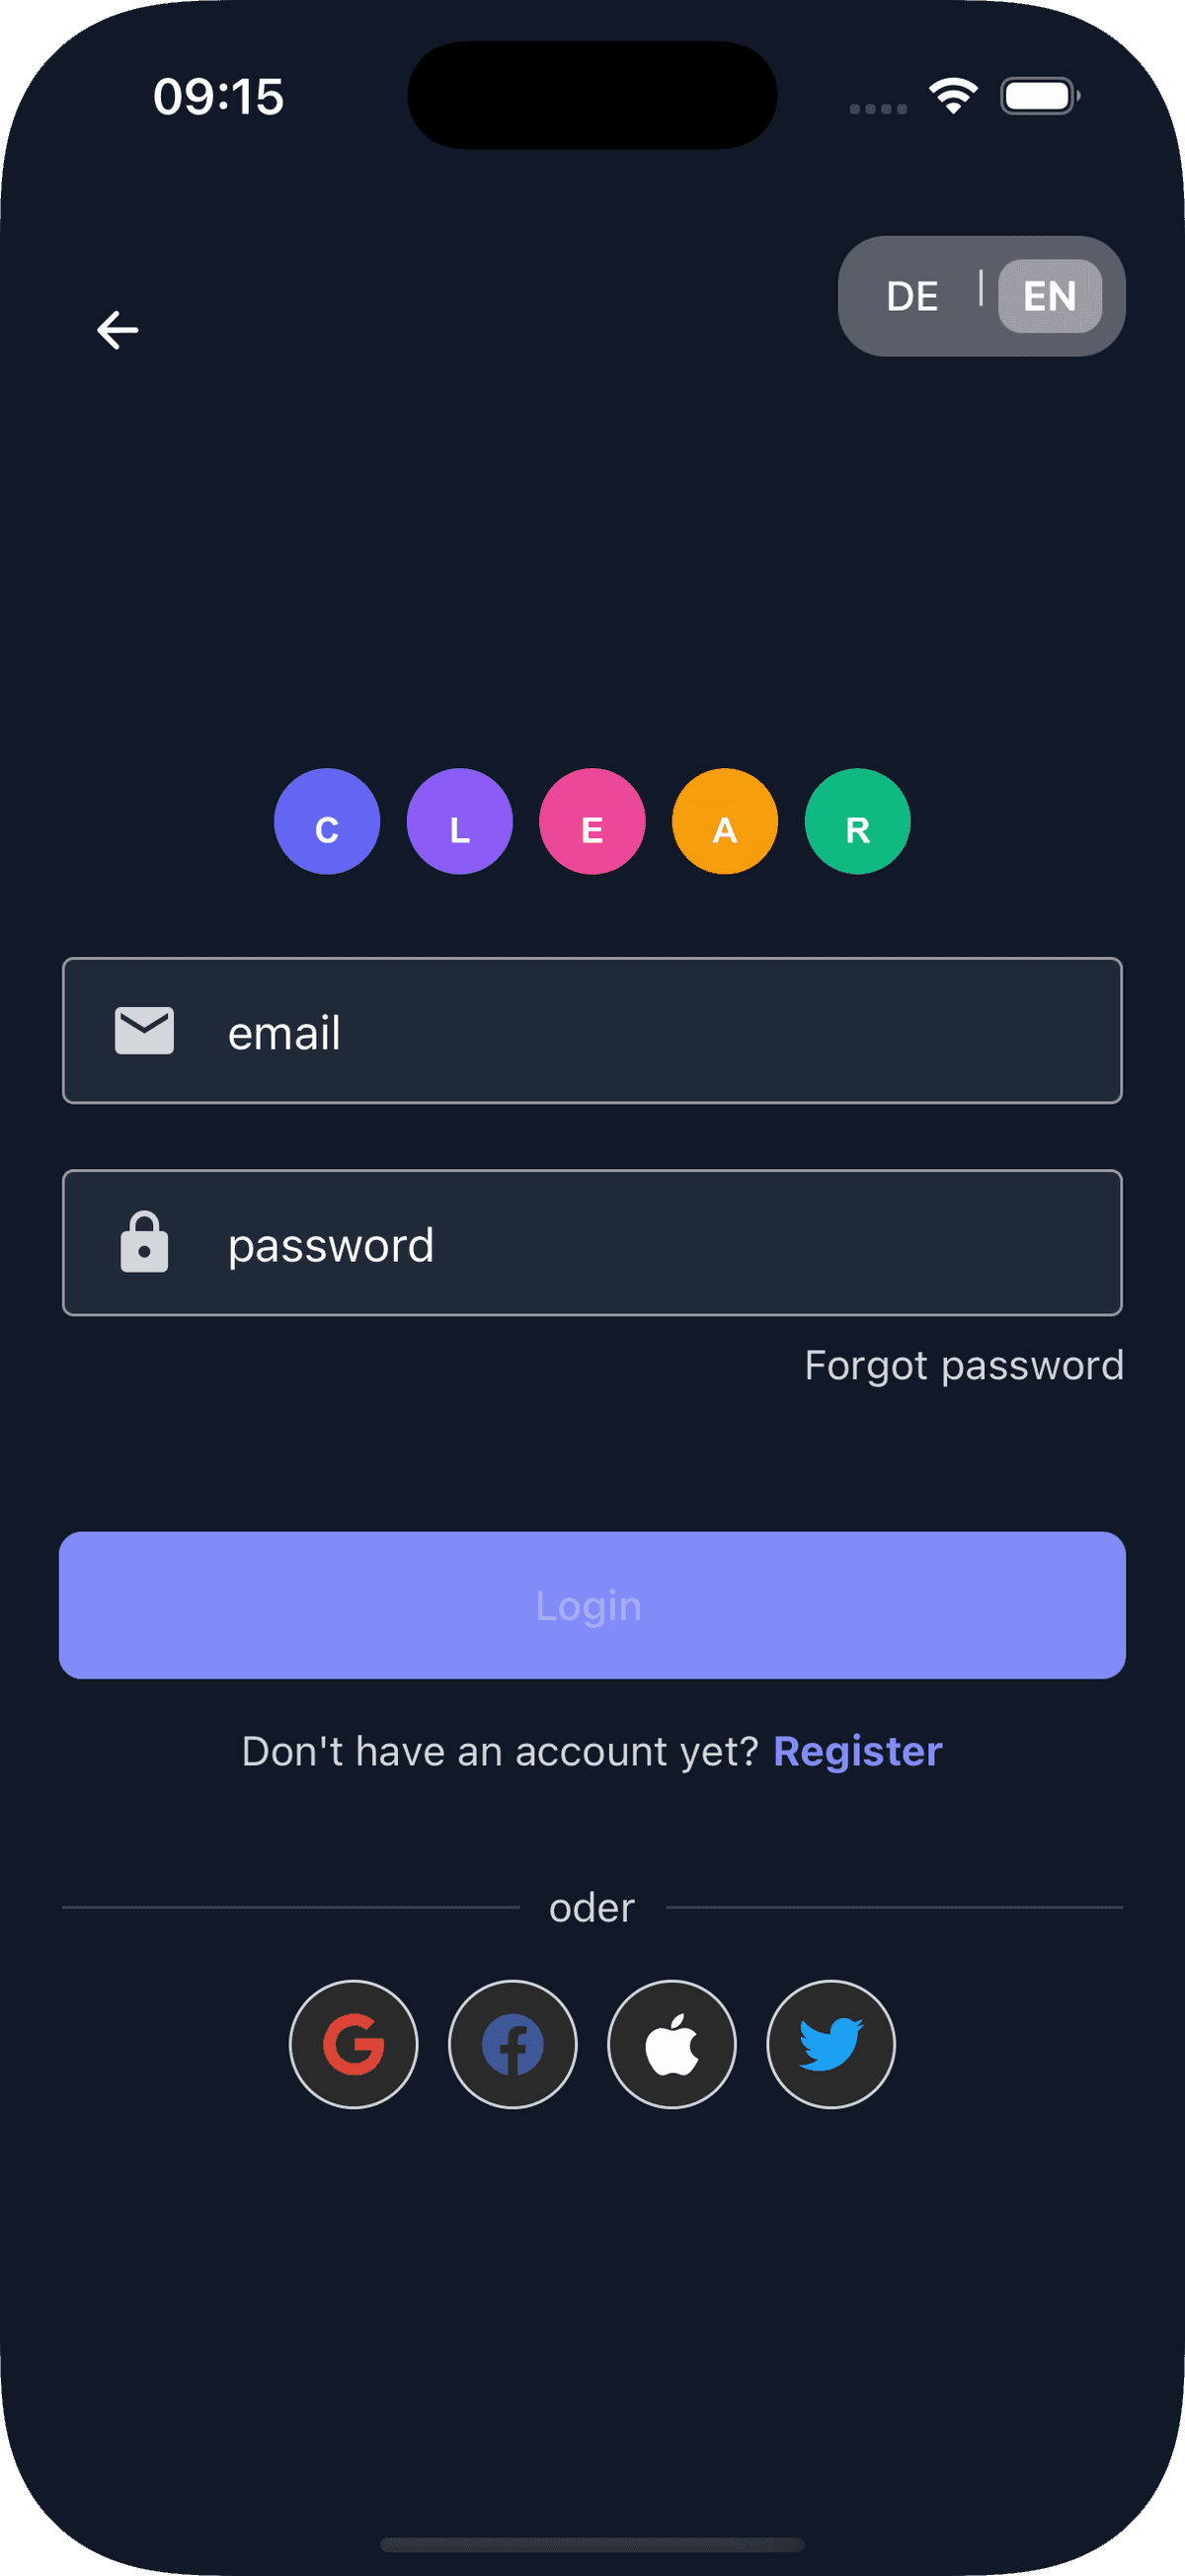 09:15
DE | EN
C L E A R
email
password
Forgot password
Login
Don't have an account yet? Register
oder